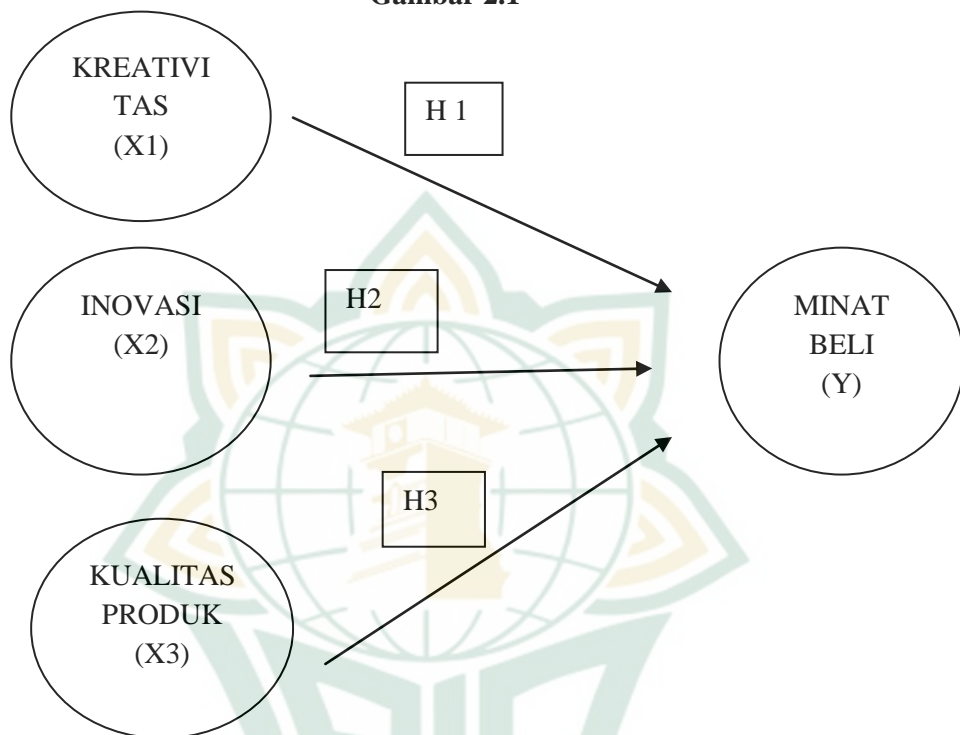 Gambar 2.1
KREATIVI
TAS
(X1)
H 1
INOVASI
(X2)
H2
MINAT
BELI
(Y)
H3
KUALITAS
PRODUK
(X3)